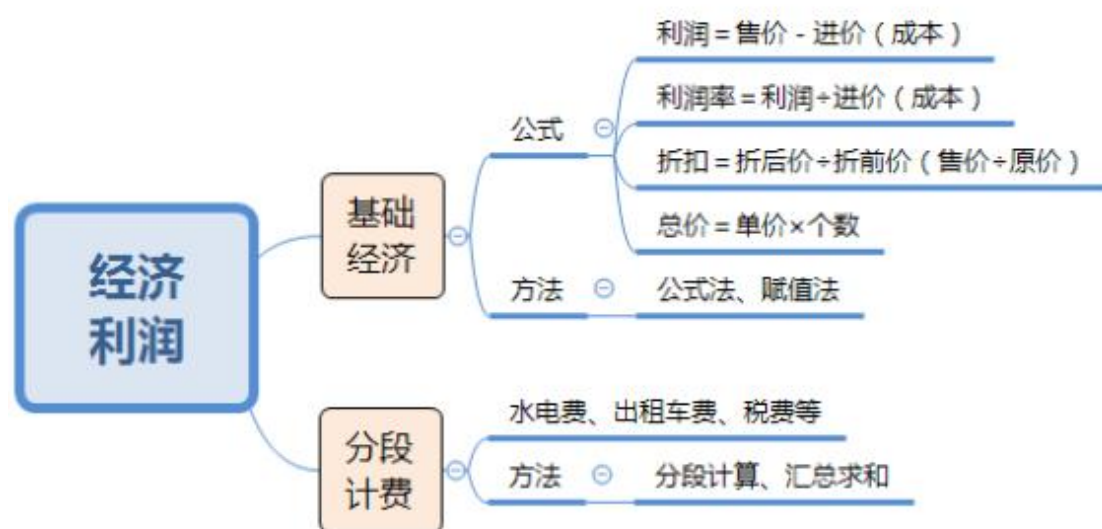 经济
利润
基础
经济
公式
利润＝售价－进价（成本）
利润率＝利润÷进价（成本）
折扣＝折后价÷折前价（售价÷原价）
总价＝单价×个数
方法
公式法、赋值法
分段
计费
水电费、出租车费、税费等
方法
分段计算、汇总求和